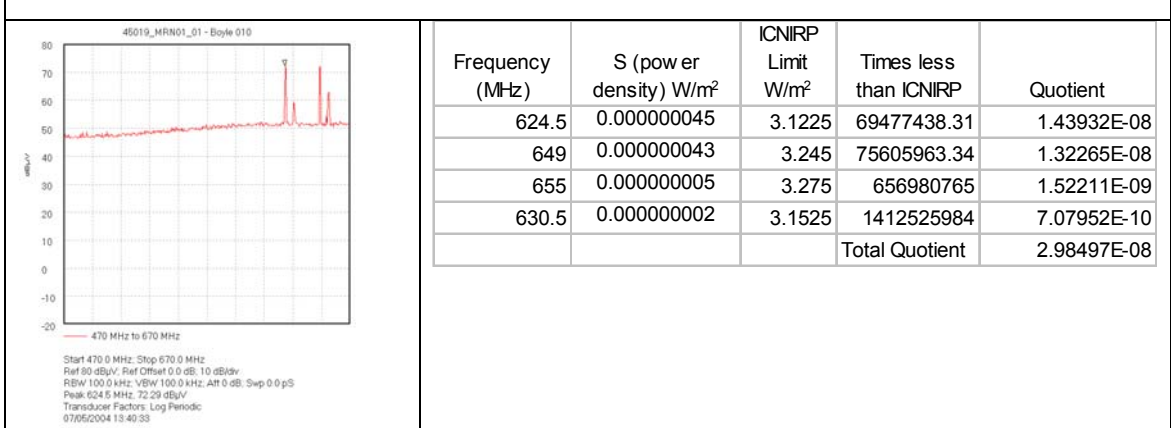 45019_MRN01_01 - Boyle 010
80
70
60
50
40
30
20
10
0
-10
-20
dBµV
470 MHz to 670 MHz
Start 470.0 MHz; Stop 670.0 MHz
Ref 80 dBµV; Ref Offset 0.0 dB; 10 dB/div
RBW 100.0 kHz; VBW 100.0 kHz; Att 0 dB; Swp 0.0 pS
Peak 624.5 MHz, 72.29 dBµV
Transducer Factors: Log Periodic
07/05/2004 13:40:33
Frequency (MHz) S (power density) W/m² ICNIRP Limit W/m² Times less than ICNIRP Quotient
624.5 0.000000045 3.1225 69477438.31 1.43932E-08
649 0.000000043 3.245 75605963.34 1.32265E-08
655 0.000000005 3.275 656980765 1.52211E-09
630.5 0.000000002 3.1525 1412525984 7.07952E-10
Total Quotient 2.98497E-08